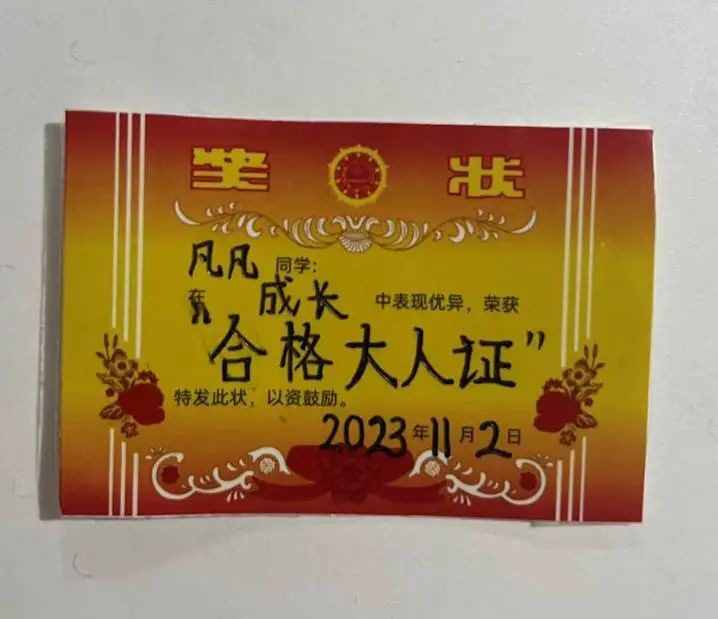 奖 状
凡凡 同学:
在 成长 中表现优异，荣获
"合格大人证"
特发此状，以资鼓励。
2023年11月2日